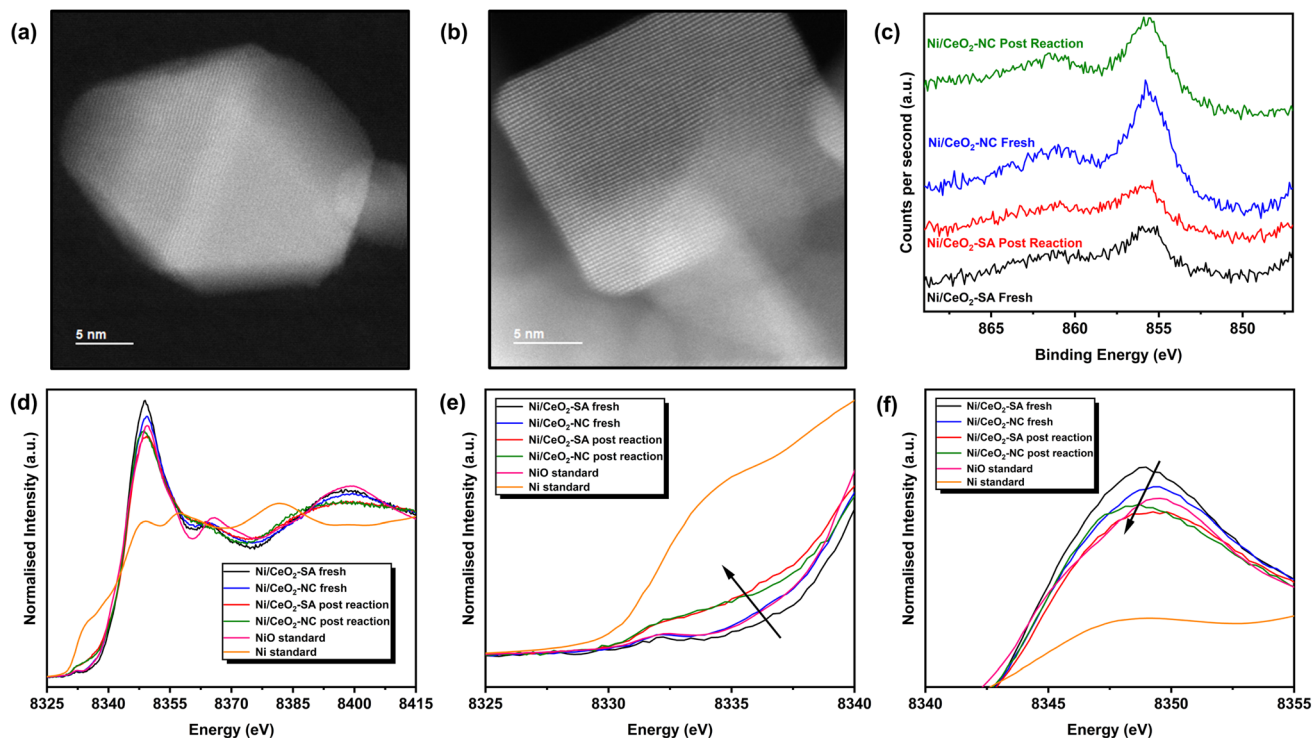 (a)
5 nm
(b)
5 nm
(c)
Counts per second (a.u.)
Ni/CeO₂-NC Post Reaction
Ni/CeO₂-NC Fresh
Ni/CeO₂-SA Post Reaction
Ni/CeO₂-SA Fresh
865 860 855 850
Binding Energy (eV)
(d)
Normalised Intensity (a.u.)
Ni/CeO₂-SA fresh
Ni/CeO₂-NC fresh
Ni/CeO₂-SA post reaction
Ni/CeO₂-NC post reaction
NiO standard
Ni standard
8325 8340 8355 8370 8385 8400 8415
Energy (eV)
(e)
Normalised Intensity (a.u.)
Ni/CeO₂-SA fresh
Ni/CeO₂-NC fresh
Ni/CeO₂-SA post reaction
Ni/CeO₂-NC post reaction
NiO standard
Ni standard
8325 8330 8335 8340
Energy (eV)
(f)
Normalised Intensity (a.u.)
Ni/CeO₂-SA fresh
Ni/CeO₂-NC fresh
Ni/CeO₂-SA post reaction
Ni/CeO₂-NC post reaction
NiO standard
Ni standard
8340 8345 8350 8355
Energy (eV)